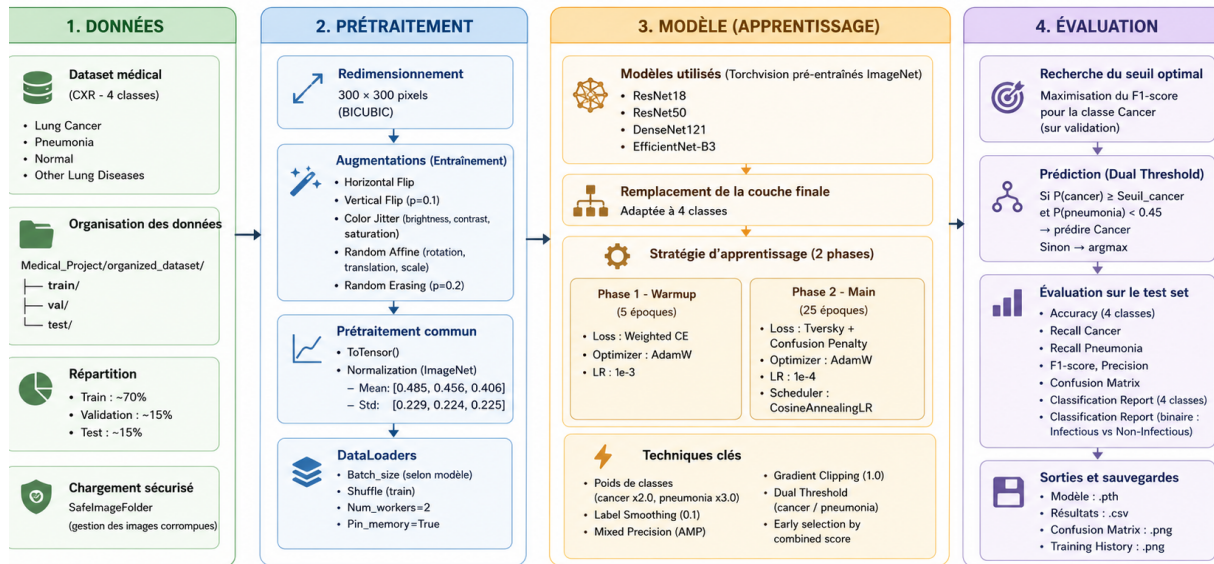 1. DONNÉES
Dataset médical
(CXR - 4 classes)
• Lung Cancer
• Pneumonia
• Normal
• Other Lung Diseases
Organisation des données
Medical_Project/organized_dataset/
├── train/
├── val/
└── test/
Répartition
• Train : ~70%
• Validation : ~15%
• Test : ~15%
Chargement sécurisé
SafeImageFolder
(gestion des images corrompues)
2. PRÉTRAITEMENT
Redimensionnement
300 × 300 pixels
(BICUBIC)
Augmentations (Entraînement)
• Horizontal Flip
• Vertical Flip (p=0.1)
• Color Jitter (brightness, contrast,
saturation)
• Random Affine (rotation,
translation, scale)
• Random Erasing (p=0.2)
Prétraitement commun
• ToTensor()
• Normalization (ImageNet)
– Mean: [0.485, 0.456, 0.406]
– Std: [0.229, 0.224, 0.225]
DataLoaders
• Batch_size (selon modèle)
• Shuffle (train)
• Num_workers=2
• Pin_memory=True
3. MODÈLE (APPRENTISSAGE)
Modèles utilisés (Torchvision pré-entraînés ImageNet)
• ResNet18
• ResNet50
• DenseNet121
• EfficientNet-B3
Remplacement de la couche finale
Adaptée à 4 classes
Stratégie d'apprentissage (2 phases)
Phase 1 - Warmup
(5 époques)
• Loss : Weighted CE
• Optimizer : AdamW
• LR : 1e-3
Phase 2 - Main
(25 époques)
• Loss : Tversky +
Confusion Penalty
• Optimizer : AdamW
• LR : 1e-4
• Scheduler :
CosineAnnealingLR
Techniques clés
• Poids de classes
(cancer x2.0, pneumonia x3.0)
• Label Smoothing (0.1)
• Mixed Precision (AMP)
• Gradient Clipping (1.0)
• Dual Threshold
(cancer / pneumonia)
• Early selection by
combined score
4. ÉVALUATION
Recherche du seuil optimal
Maximisation du F1-score
pour la classe Cancer
(sur validation)
Prédiction (Dual Threshold)
Si P(cancer) ≥ Seuil_cancer
et P(pneumonia) < 0.45
→ prédire Cancer
Sinon → argmax
Évaluation sur le test set
• Accuracy (4 classes)
• Recall Cancer
• Recall Pneumonia
• F1-score, Precision
• Confusion Matrix
• Classification Report (4 classes)
• Classification Report (binaire :
Infectious vs Non-Infectious)
Sorties et sauvegardes
• Modèle : .pth
• Résultats : .csv
• Confusion Matrix : .png
• Training History : .png